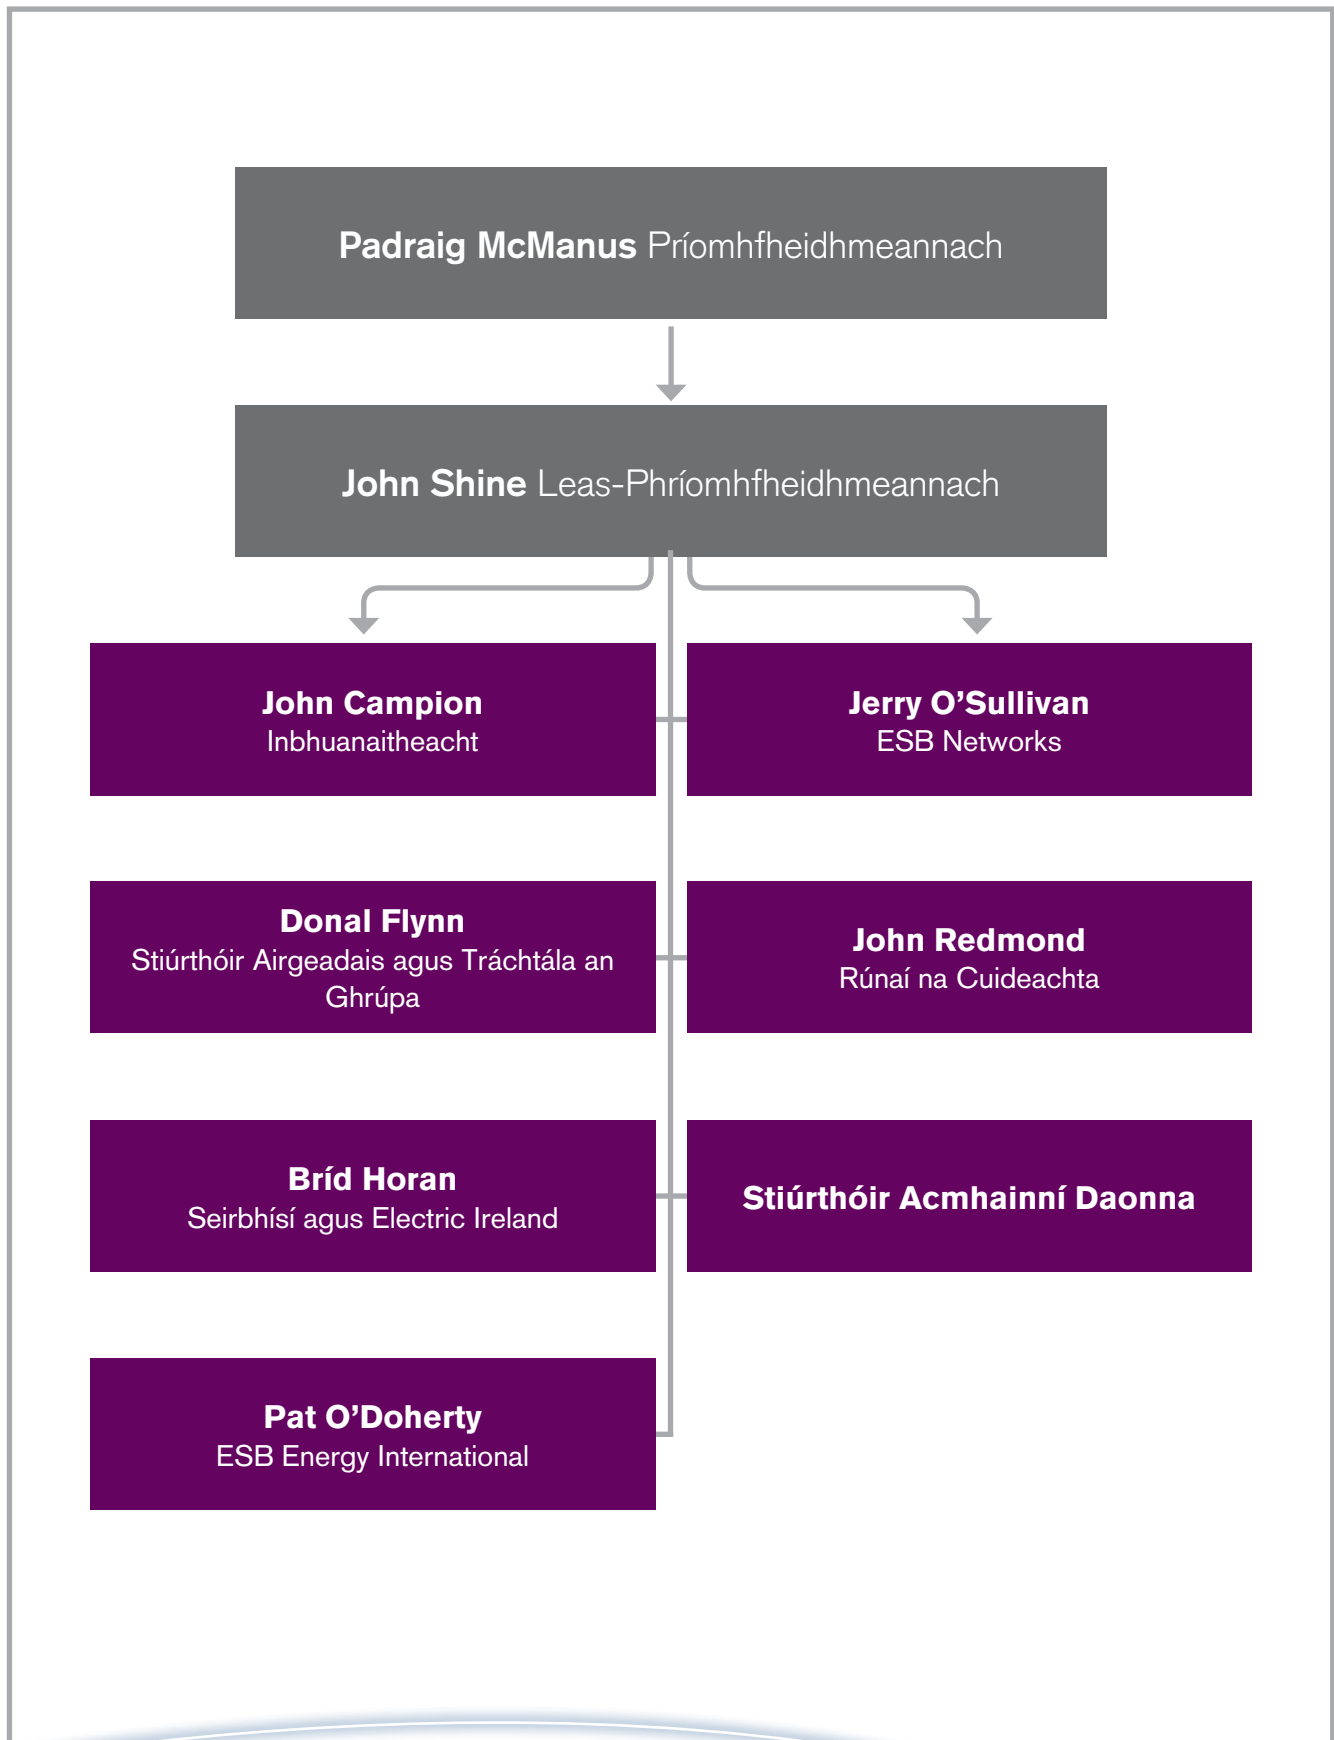 Padraig McManus Príomhfheidhmeannach
John Shine Leas-Phríomhfheidhmeannach
John Campion
Inbhuanaitheacht
Jerry O’Sullivan
ESB Networks
Donal Flynn
Stiúrthóir Airgeadais agus Tráchtála an
Ghrúpa
John Redmond
Rúnaí na Cuideachta
Bríd Horan
Seirbhísí agus Electric Ireland
Stiúrthóir Acmhainní Daonna
Pat O’Doherty
ESB Energy International